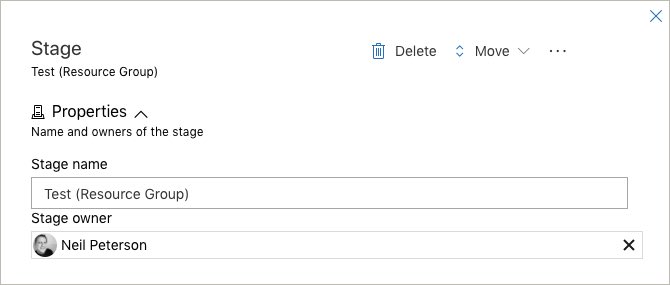 Stage
Delete Move ···
Test (Resource Group)
Properties
Name and owners of the stage
Stage name
Test (Resource Group)
Stage owner
Neil Peterson